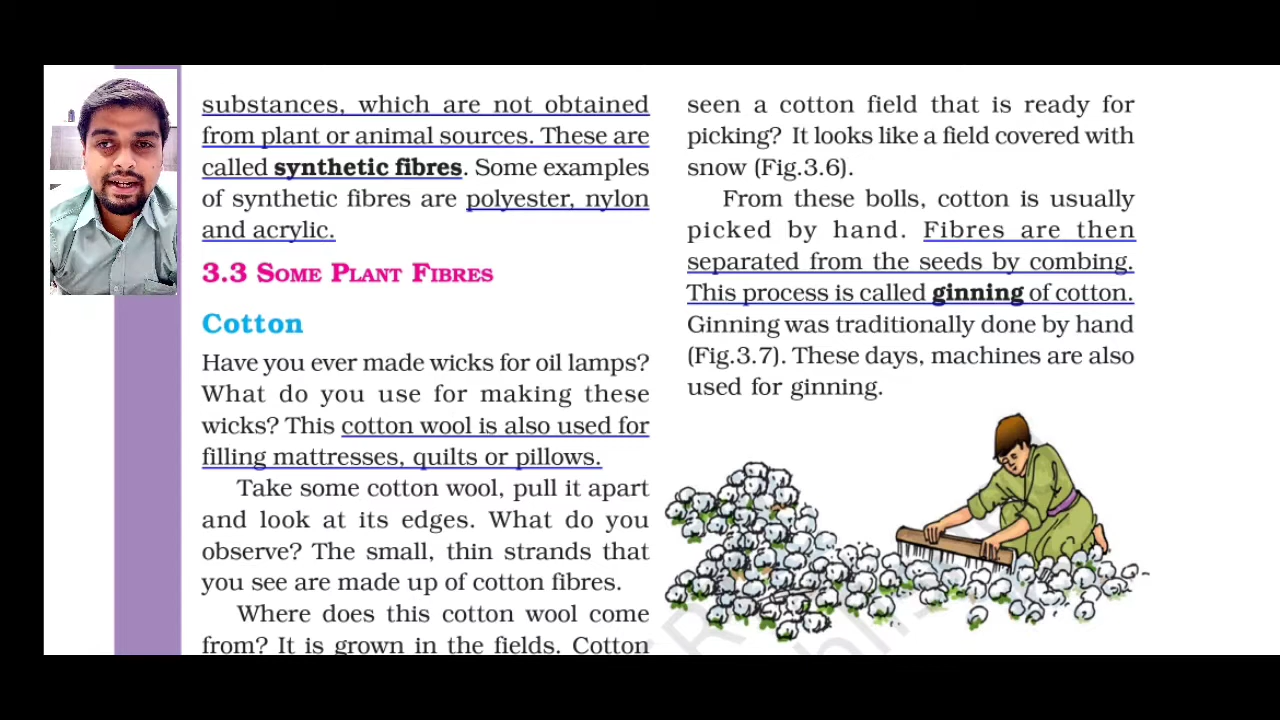 substances, which are not obtained
from plant or animal sources. These are
called synthetic fibres. Some examples
of synthetic fibres are polyester, nylon
and acrylic.
3.3 SOME PLANT FIBRES
Cotton
Have you ever made wicks for oil lamps?
What do you use for making these
wicks? This cotton wool is also used for
filling mattresses, quilts or pillows.
Take some cotton wool, pull it apart
and look at its edges. What do you
observe? The small, thin strands that
you see are made up of cotton fibres.
Where does this cotton wool come
from? It is grown in the fields. Cotton
seen a cotton field that is ready for
picking? It looks like a field covered with
snow (Fig.3.6).
From these bolls, cotton is usually
picked by hand. Fibres are then
separated from the seeds by combing.
This process is called ginning of cotton.
Ginning was traditionally done by hand
(Fig.3.7). These days, machines are also
used for ginning.